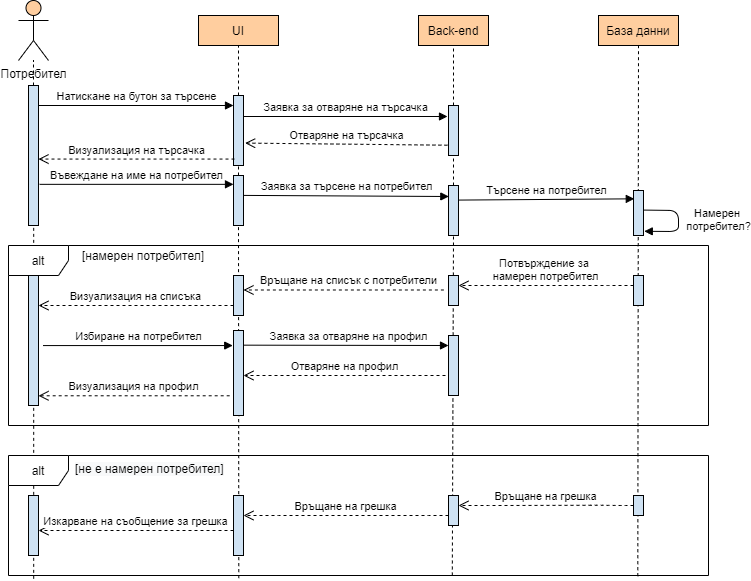 UI
Back-end
База данни
Потребител
Натискане на бутон за търсене
Заявка за отваряне на търсачка
Отваряне на търсачка
Визуализация на търсачка
Въвеждане на име на потребител
Заявка за търсене на потребител
Търсене на потребител
Намерен
потребител?
alt
[намерен потребител]
Потвърждение за
намерен потребител
Връщане на списък с потребители
Визуализация на списъка
Избиране на потребител
Заявка за отваряне на профил
Отваряне на профил
Визуализация на профил
alt
[не е намерен потребител]
Връщане на грешка
Връщане на грешка
Изкарване на съобщение за грешка